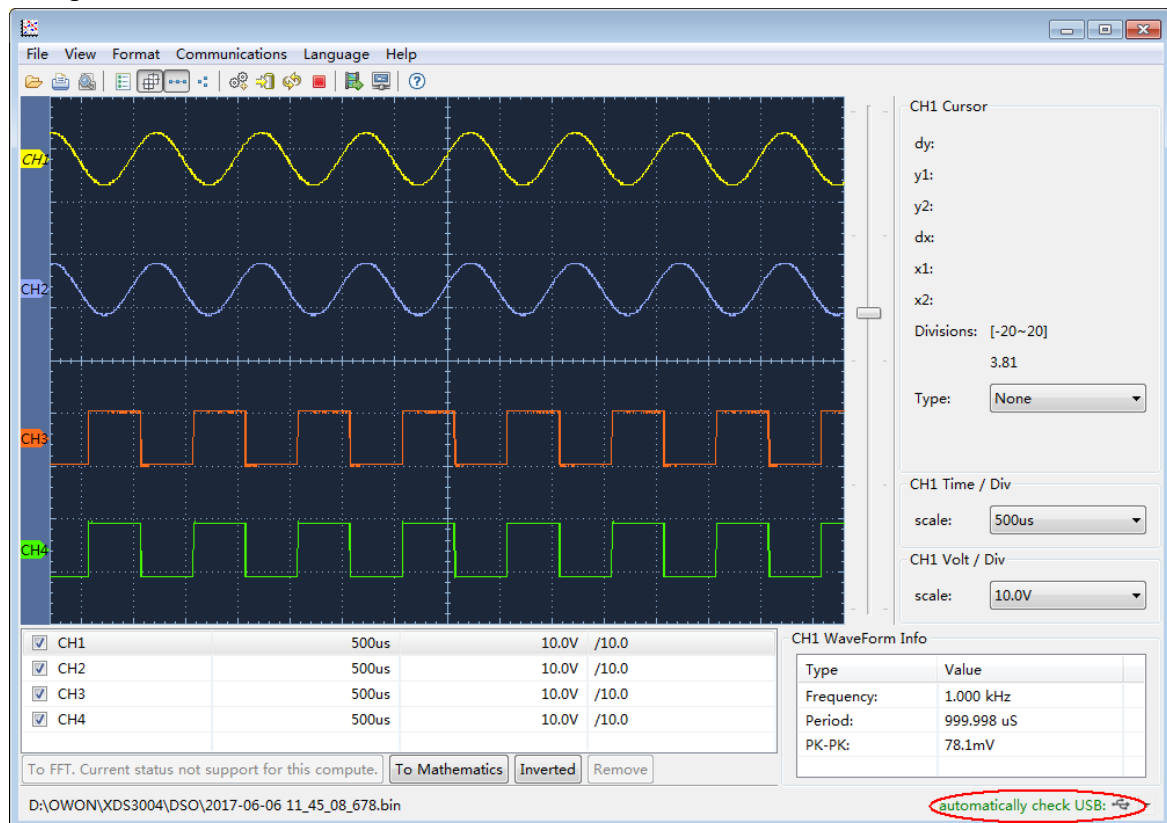 File View Format Communications Language Help
CH1 Cursor
dy:
y1:
y2:
dx:
x1:
x2:
Divisions: [-20~20]
3.81
Type: None
CH1
CH2
CH3
CH4
CH1 Time / Div
scale: 500us
CH1 Volt / Div
scale: 10.0V
CH1 500us 10.0V /10.0
CH2 500us 10.0V /10.0
CH3 500us 10.0V /10.0
CH4 500us 10.0V /10.0
CH1 WaveForm Info
Type Value
Frequency: 1.000 kHz
Period: 999.998 uS
PK-PK: 78.1mV
To FFT. Current status not support for this compute. To Mathematics Inverted Remove
D:\OWON\XDS3004\DSO\2017-06-06 11_45_08_678.bin automatically check USB: